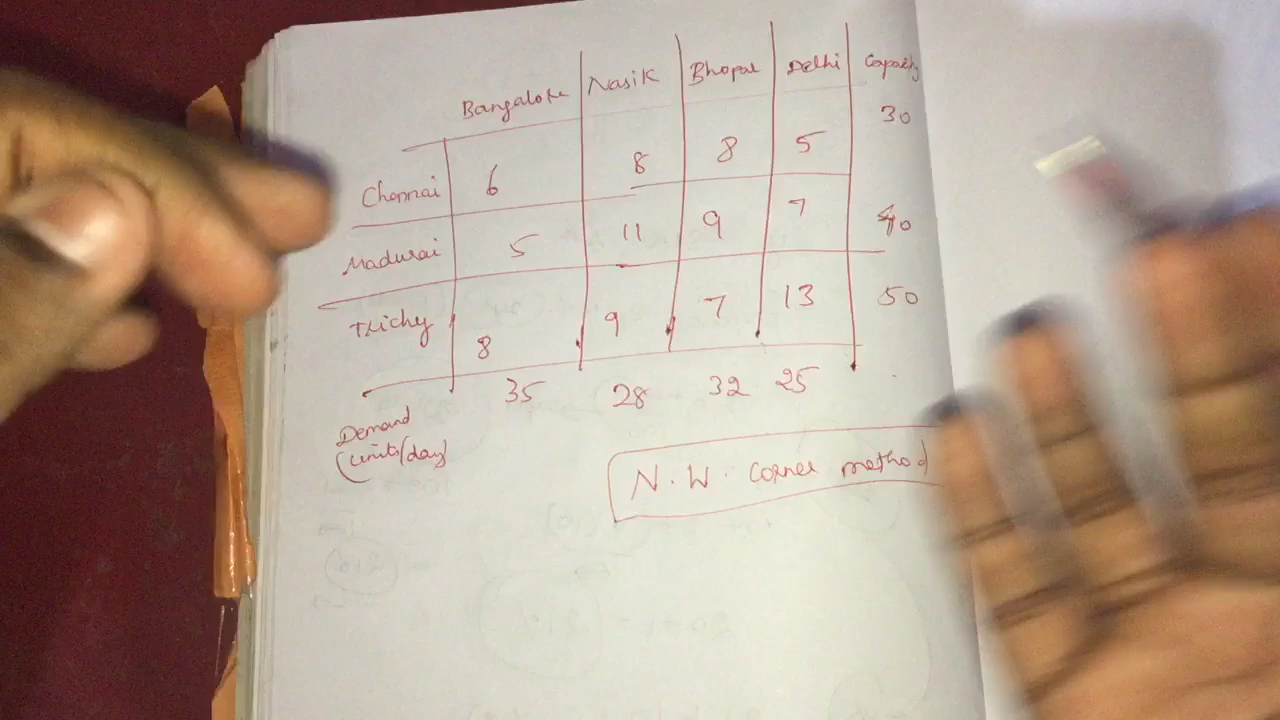 Bangalore Nasik Bhopal Delhi Capacity
Chennai 6 8 8 5 30
Madurai 5 11 9 7 40
Trichy 8 9 7 13 50
Demand (units/day) 35 28 32 25
N.W. corner method